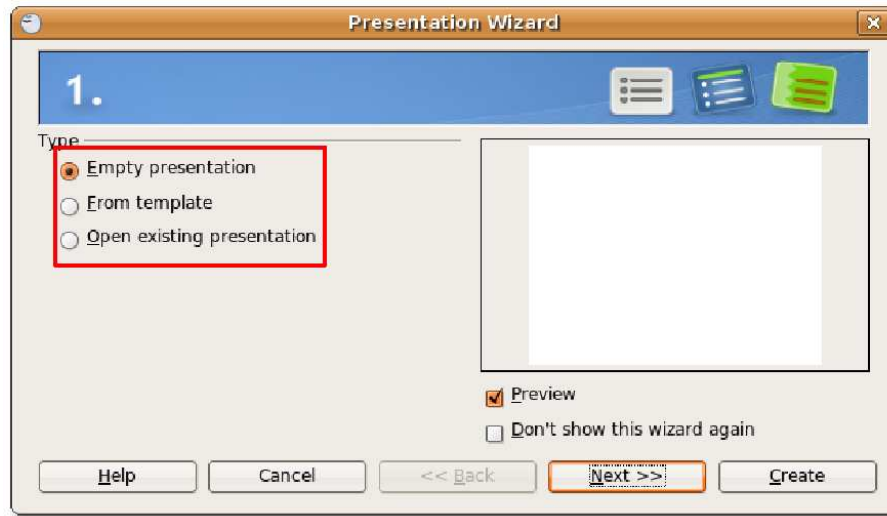 Presentation Wizard
1.
Type
Empty presentation
From template
Open existing presentation
Preview
Don't show this wizard again
Help
Cancel
<< Back
Next >>
Create